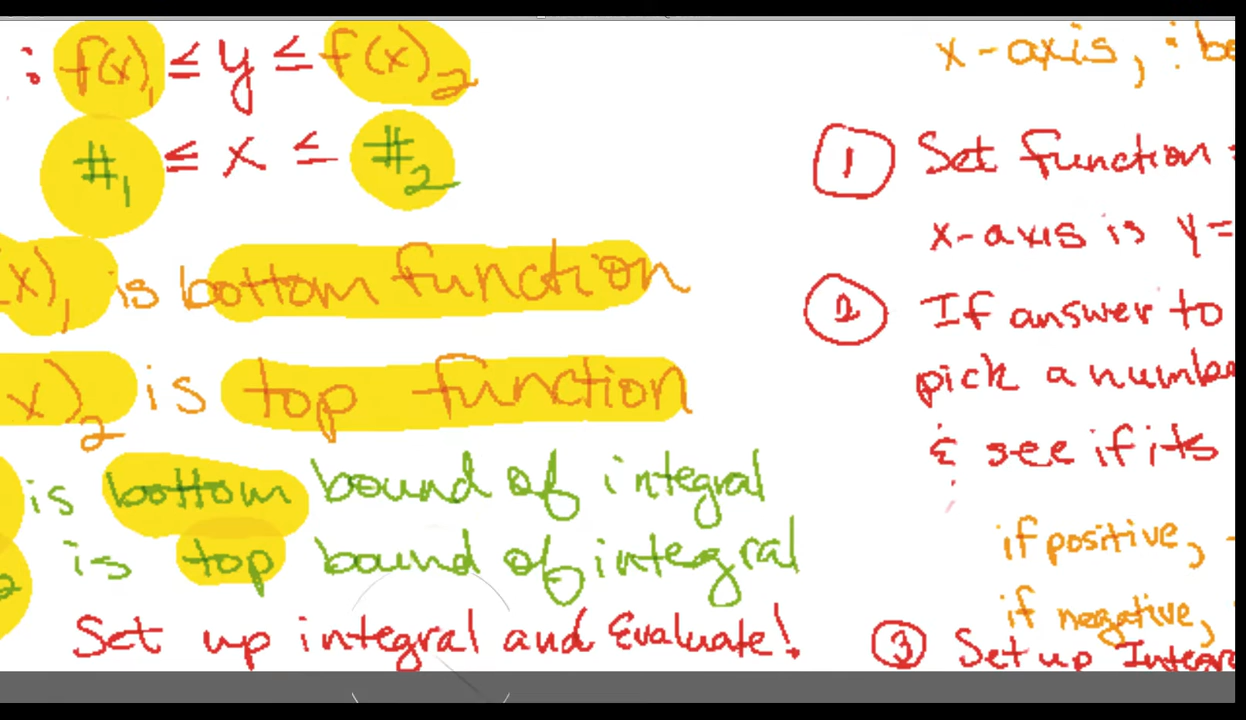 : f(x)₁ ≤ y ≤ f(x)₂
#₁ ≤ x ≤ #₂
(x)₁ is bottom function
x)₂ is top function
is bottom bound of integral
2 is top bound of integral
Set up integral and Evaluate!
x-axis, : be
1 Set function =
x-axis is y=
2 If answer to
pick a numbe
& see if its
if positive,
if negative,
3 Set up Integr